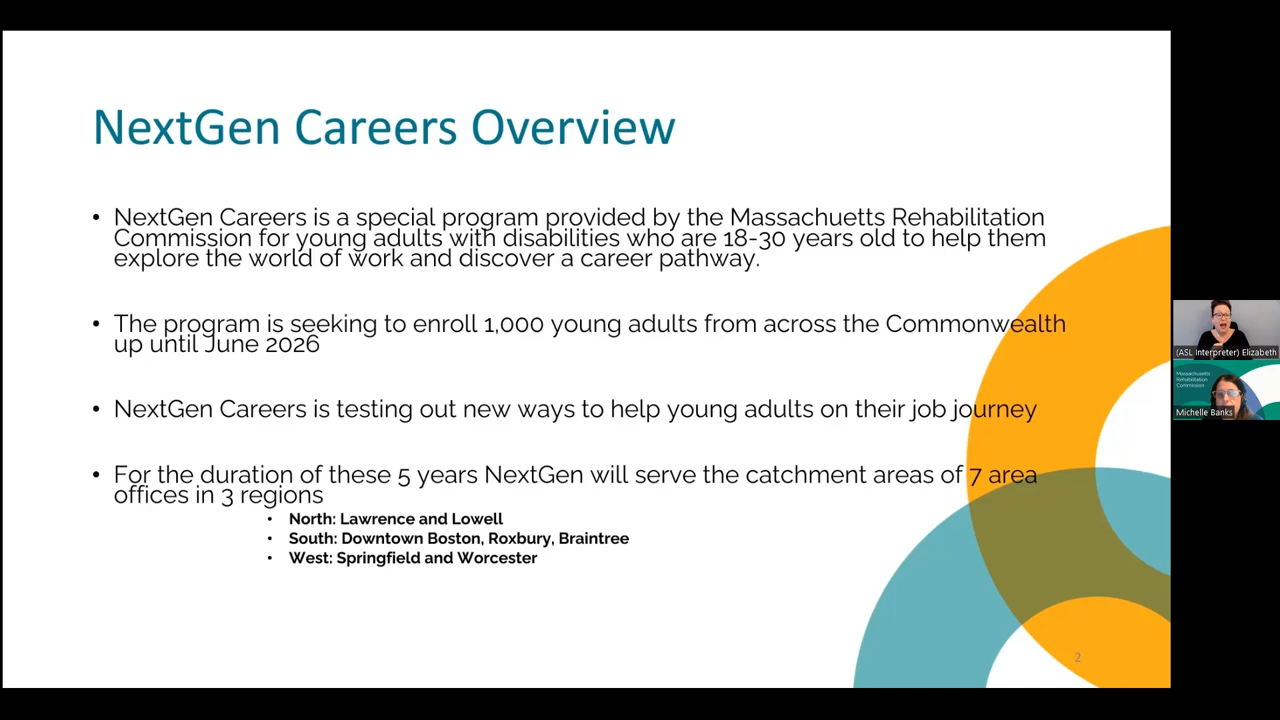 NextGen Careers Overview
• NextGen Careers is a special program provided by the Massachuetts Rehabilitation
Commission for young adults with disabilities who are 18-30 years old to help them
explore the world of work and discover a career pathway.
• The program is seeking to enroll 1,000 young adults from across the Commonwealth
up until June 2026
• NextGen Careers is testing out new ways to help young adults on their job journey
• For the duration of these 5 years NextGen will serve the catchment areas of 7 area
offices in 3 regions
• North: Lawrence and Lowell
• South: Downtown Boston, Roxbury, Braintree
• West: Springfield and Worcester
2
(ASL Interpreter) Elizabeth
Massachusetts
Rehabilitation
Commission
Michelle Banks